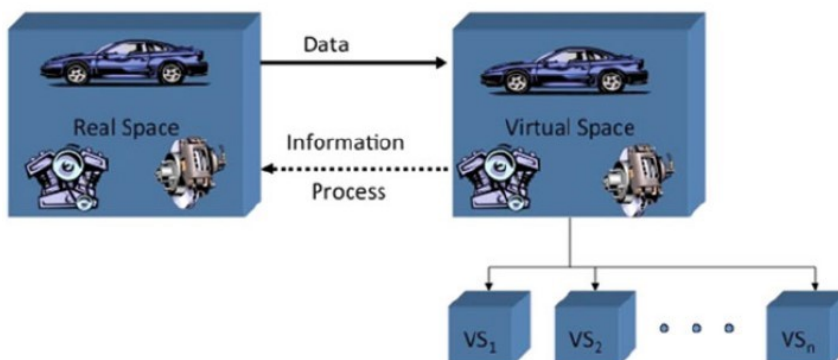 Data
Real Space
Virtual Space
Information
Process
VS₁
VS₂
VSₙ